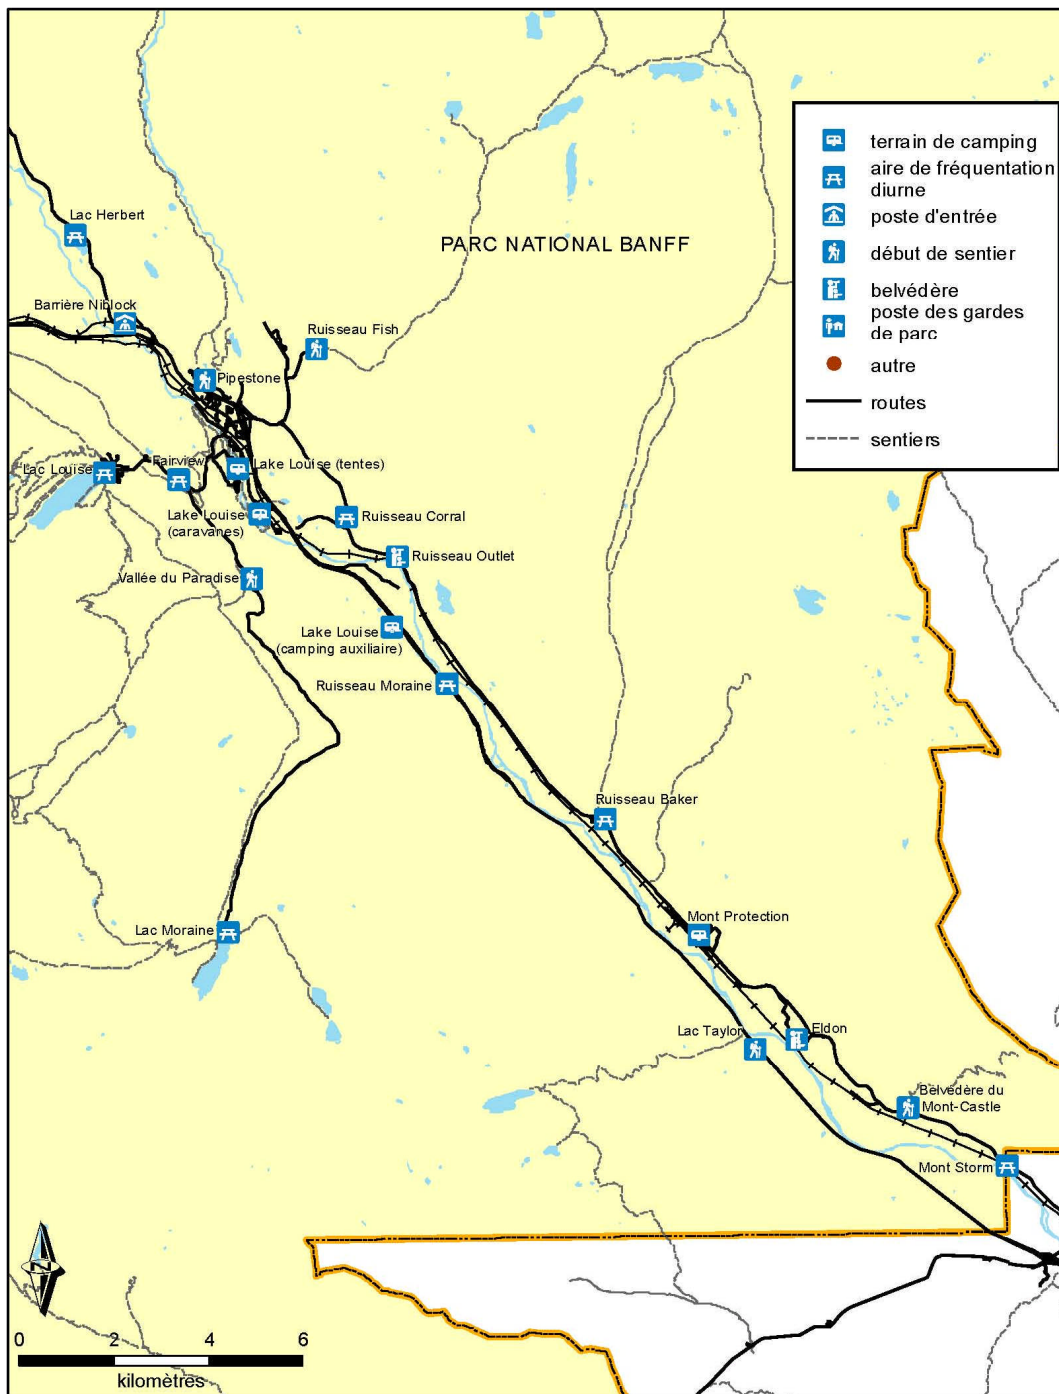 Lac Herbert
PARC NATIONAL BANFF
Barrière Niblock
Ruisseau Fish
Pipestone
Fairview
Lac Louise
Lake Louise (tentes)
Lake Louise
(caravanes)
Ruisseau Corral
Ruisseau Outlet
Vallée du Paradise
Lake Louise
(camping auxiliaire)
Ruisseau Moraine
Ruisseau Baker
Mont Protection
Lac Moraine
Lac Taylor
Eldon
Belvédère du
Mont-Castle
Mont Storm
terrain de camping
aire de fréquentation
diurne
poste d'entrée
début de sentier
belvédère
poste des gardes
de parc
autre
routes
sentiers
N
0 2 4 6
kilomètres